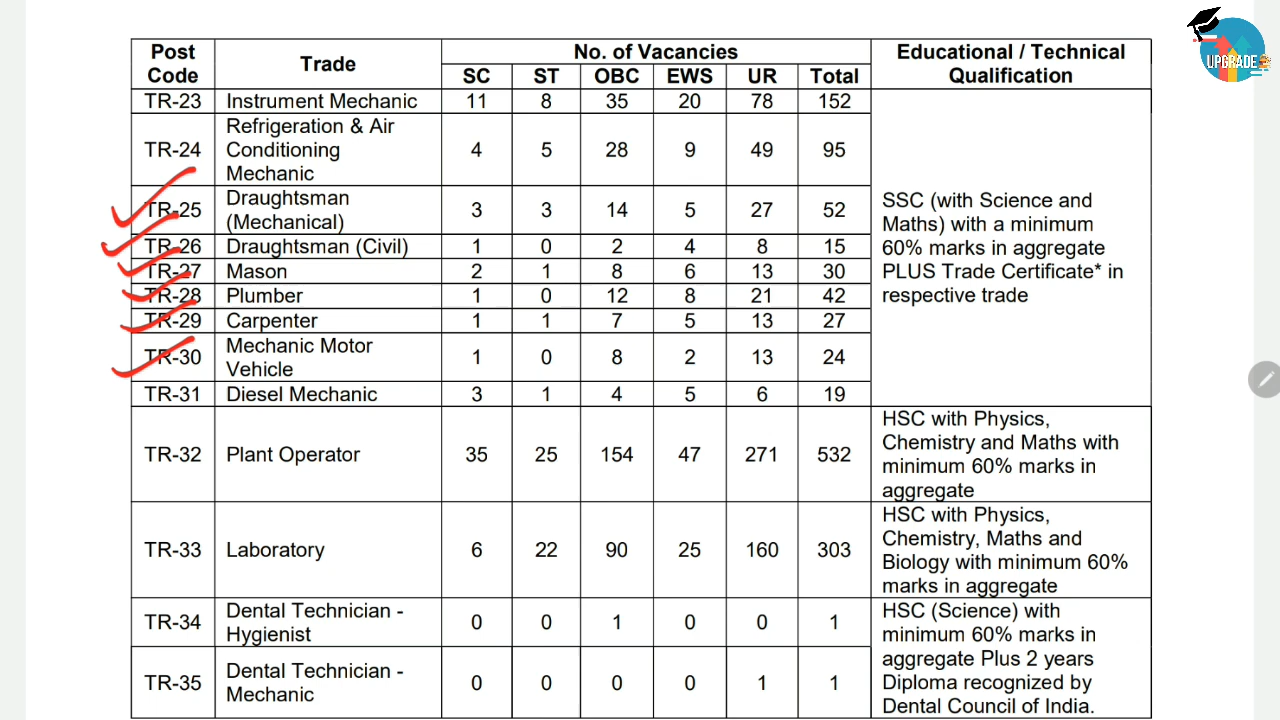 Post Code | Trade | No. of Vacancies | Educational / Technical Qualification
SC | ST | OBC | EWS | UR | Total
TR-23 | Instrument Mechanic | 11 | 8 | 35 | 20 | 78 | 152
TR-24 | Refrigeration & Air Conditioning Mechanic | 4 | 5 | 28 | 9 | 49 | 95
TR-25 | Draughtsman (Mechanical) | 3 | 3 | 14 | 5 | 27 | 52
TR-26 | Draughtsman (Civil) | 1 | 0 | 2 | 4 | 8 | 15
TR-27 | Mason | 2 | 1 | 8 | 6 | 13 | 30
TR-28 | Plumber | 1 | 0 | 12 | 8 | 21 | 42
TR-29 | Carpenter | 1 | 1 | 7 | 5 | 13 | 27
TR-30 | Mechanic Motor Vehicle | 1 | 0 | 8 | 2 | 13 | 24
TR-31 | Diesel Mechanic | 3 | 1 | 4 | 5 | 6 | 19
SSC (with Science and
Maths) with a minimum
60% marks in aggregate
PLUS Trade Certificate* in
respective trade
TR-32 | Plant Operator | 35 | 25 | 154 | 47 | 271 | 532
HSC with Physics,
Chemistry and Maths with
minimum 60% marks in
aggregate
TR-33 | Laboratory | 6 | 22 | 90 | 25 | 160 | 303
HSC with Physics,
Chemistry, Maths and
Biology with minimum 60%
marks in aggregate
TR-34 | Dental Technician - Hygienist | 0 | 0 | 1 | 0 | 0 | 1
TR-35 | Dental Technician - Mechanic | 0 | 0 | 0 | 0 | 1 | 1
HSC (Science) with
minimum 60% marks in
aggregate Plus 2 years
Diploma recognized by
Dental Council of India.
UPGRADE